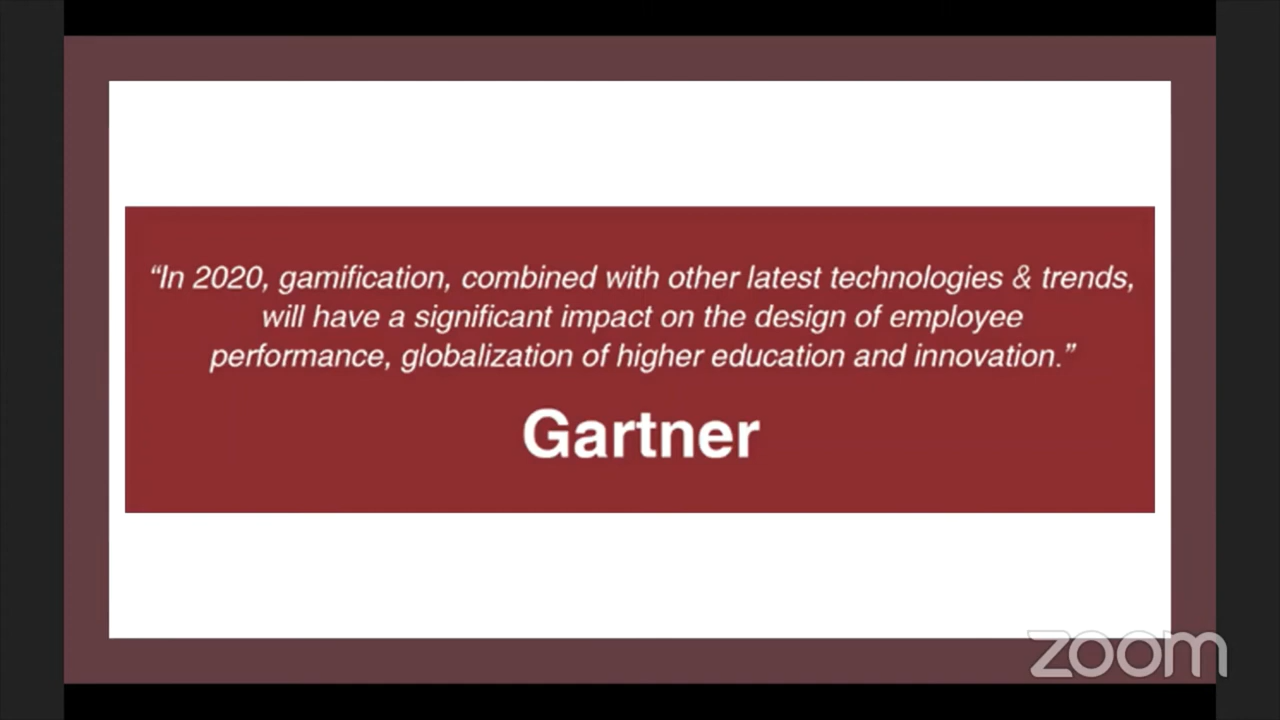 “In 2020, gamification, combined with other latest technologies & trends,
will have a significant impact on the design of employee
performance, globalization of higher education and innovation.”
Gartner
zoom